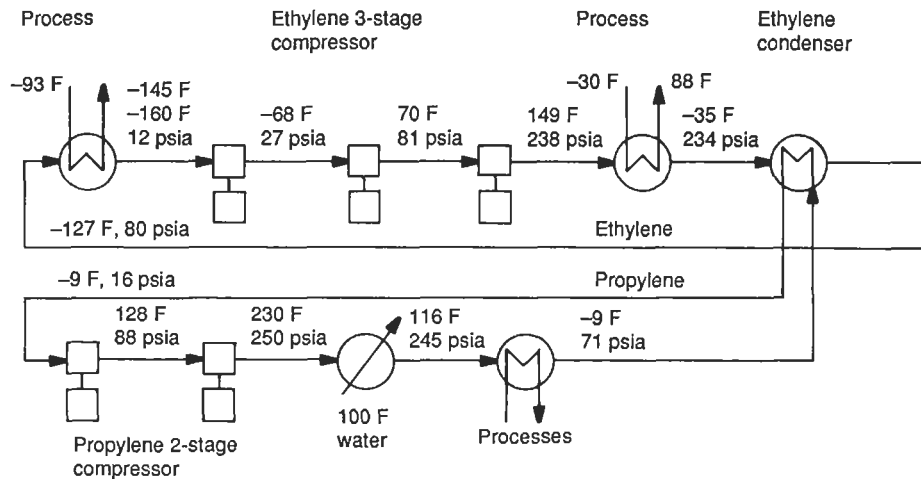 Process
Ethylene 3-stage
compressor
Process
Ethylene
condenser
–93 F
–145 F
–160 F
12 psia
–68 F
27 psia
70 F
81 psia
149 F
238 psia
–30 F
88 F
–35 F
234 psia
–127 F, 80 psia
Ethylene
–9 F, 16 psia
Propylene
128 F
88 psia
230 F
250 psia
116 F
245 psia
–9 F
71 psia
100 F
water
Processes
Propylene 2-stage
compressor